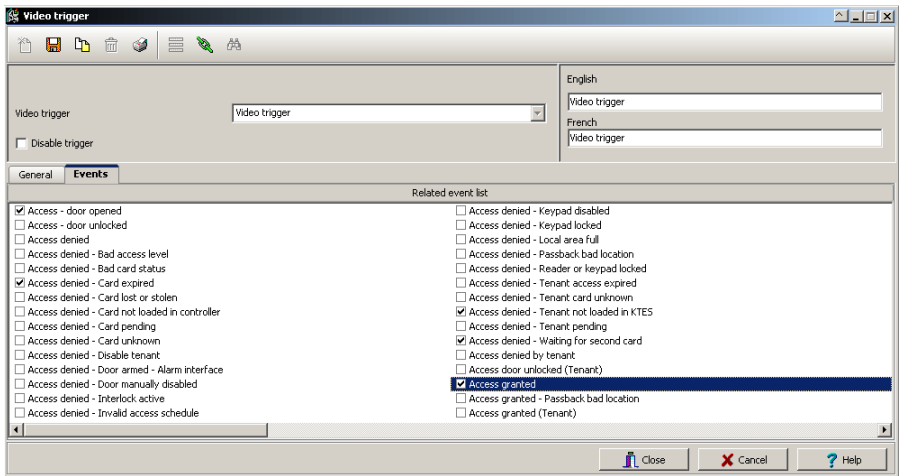 Video trigger
English
Video trigger
Video trigger
Video trigger
French
Disable trigger
Video trigger
General
Events
Related event list
Access - door opened
Access - door unlocked
Access denied
Access denied - Bad access level
Access denied - Bad card status
Access denied - Card expired
Access denied - Card lost or stolen
Access denied - Card not loaded in controller
Access denied - Card pending
Access denied - Card unknown
Access denied - Disable tenant
Access denied - Door armed - Alarm interface
Access denied - Door manually disabled
Access denied - Interlock active
Access denied - Invalid access schedule
Access denied - Keypad disabled
Access denied - Keypad locked
Access denied - Local area full
Access denied - Passback bad location
Access denied - Reader or keypad locked
Access denied - Tenant access expired
Access denied - Tenant card unknown
Access denied - Tenant not loaded in KTES
Access denied - Tenant pending
Access denied - Waiting for second card
Access denied by tenant
Access door unlocked (Tenant)
Access granted
Access granted - Passback bad location
Access granted (Tenant)
Close
Cancel
Help